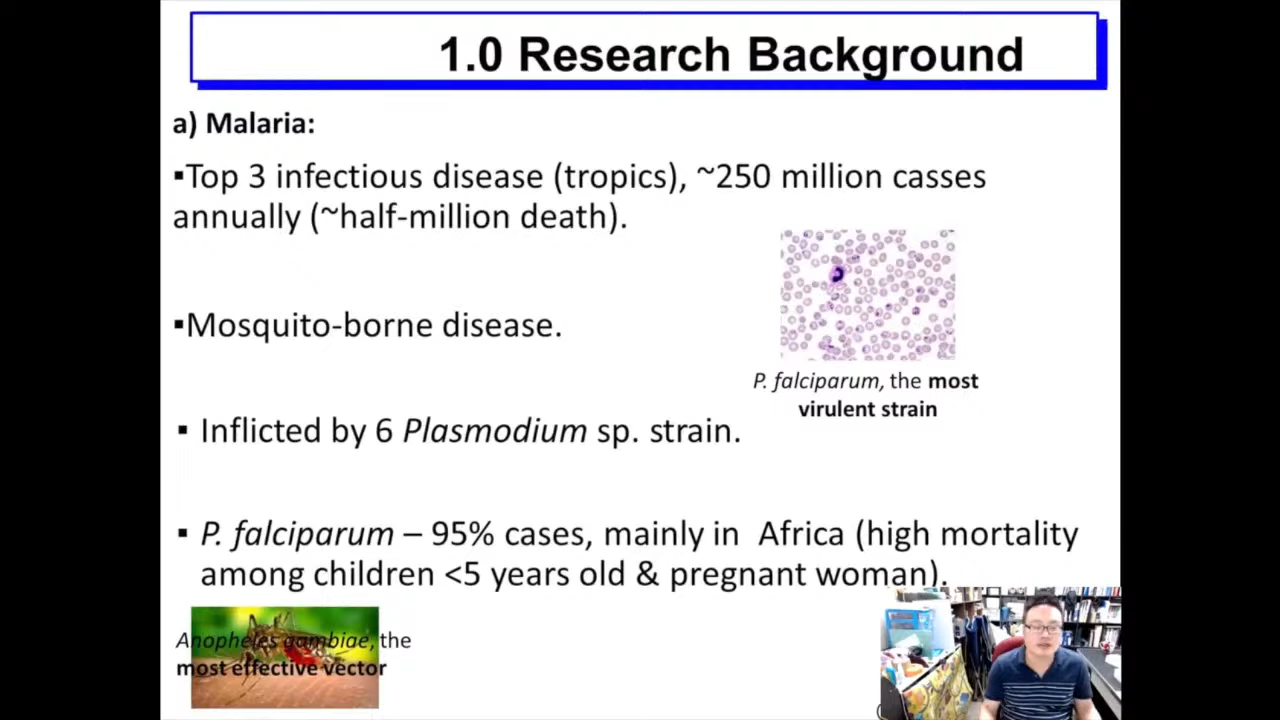 1.0 Research Background
a) Malaria:
▪Top 3 infectious disease (tropics), ~250 million casses
annually (~half-million death).
▪Mosquito-borne disease.
P. falciparum, the most
virulent strain
▪ Inflicted by 6 Plasmodium sp. strain.
▪ P. falciparum – 95% cases, mainly in Africa (high mortality
among children <5 years old & pregnant woman).
Anopheles gambiae, the
most effective vector